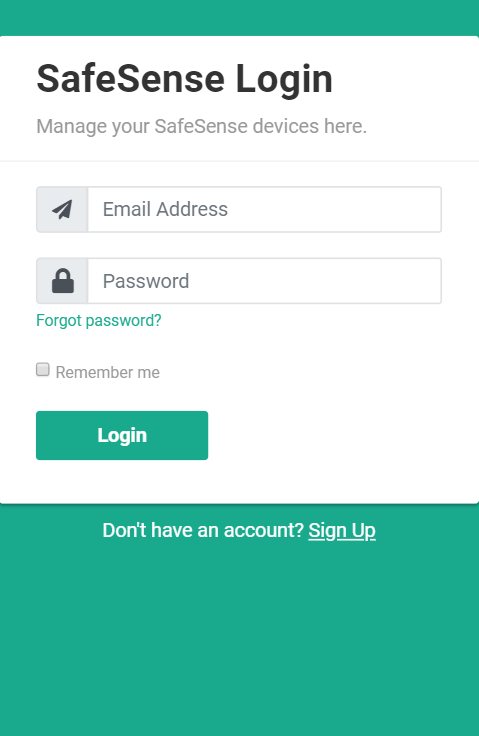 SafeSense Login
Manage your SafeSense devices here.
Email Address
Password
Forgot password?
Remember me
Login
Don't have an account? Sign Up